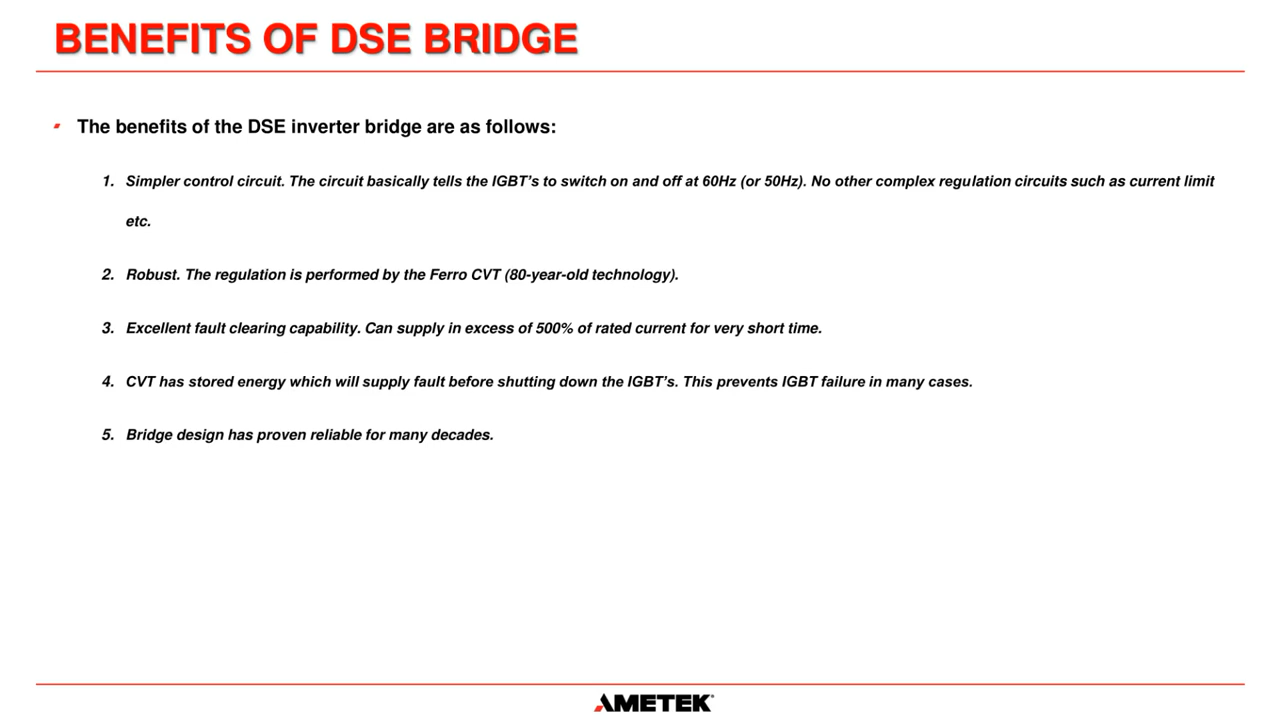 BENEFITS OF DSE BRIDGE
The benefits of the DSE inverter bridge are as follows:
1. Simpler control circuit. The circuit basically tells the IGBT’s to switch on and off at 60Hz (or 50Hz). No other complex regulation circuits such as current limit
etc.
2. Robust. The regulation is performed by the Ferro CVT (80-year-old technology).
3. Excellent fault clearing capability. Can supply in excess of 500% of rated current for very short time.
4. CVT has stored energy which will supply fault before shutting down the IGBT’s. This prevents IGBT failure in many cases.
5. Bridge design has proven reliable for many decades.
AMETEK®